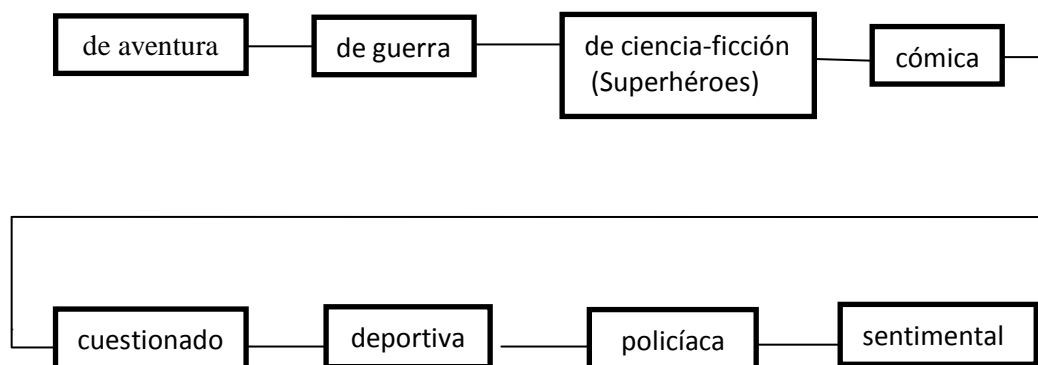 de aventura
de guerra
de ciencia-ficción
(Superhéroes)
cómica
cuestionado
deportiva
policíaca
sentimental